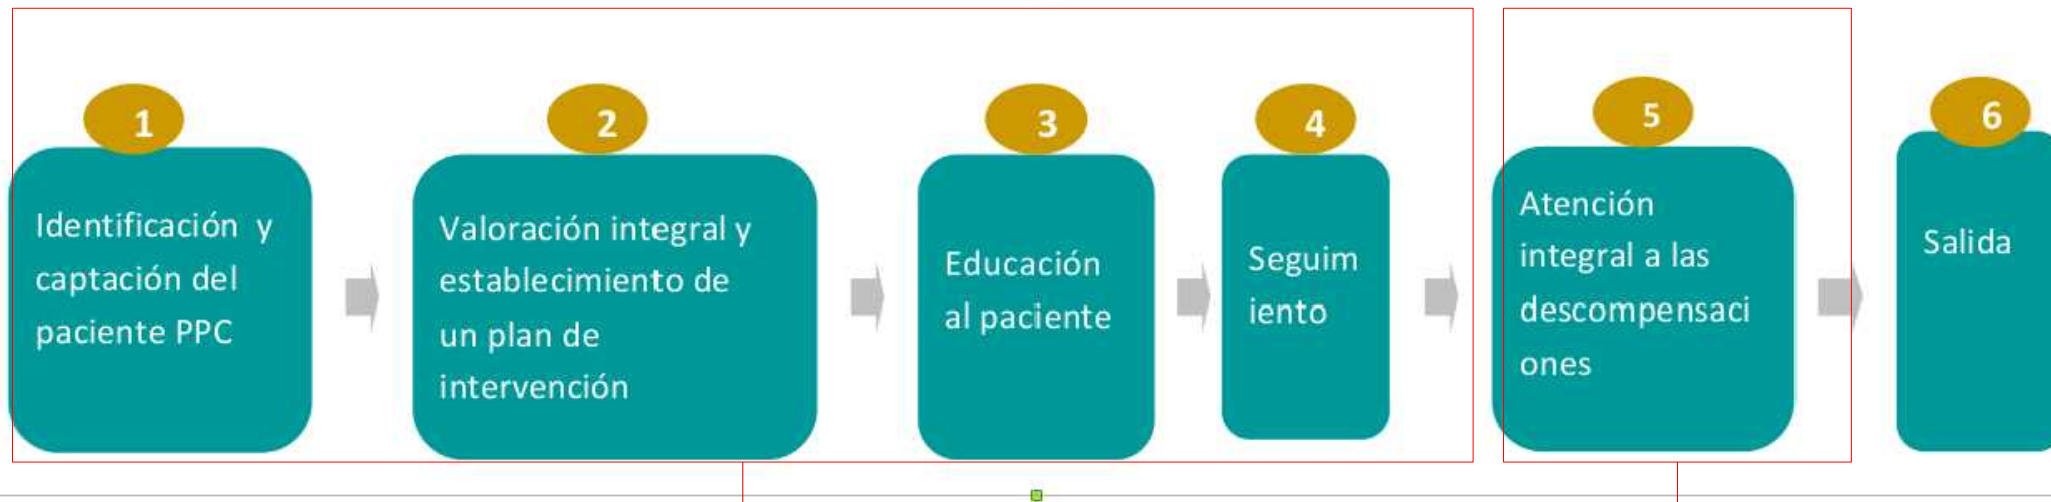 1
Identificación y
captación del
paciente PPC
2
Valoración integral y
establecimiento de
un plan de
intervención
3
Educación
al paciente
4
Seguim
iento
5
Atención
integral a las
descompensaci
ones
6
Salida